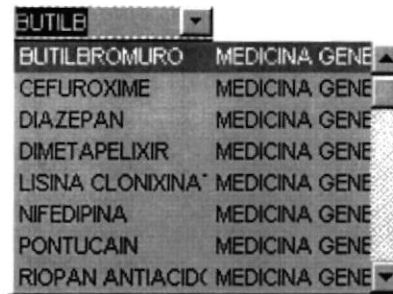 BUTILB
BUTILBROMURO MEDICINA GENE
CEFUROXIME MEDICINA GENE
DIAZEPAN MEDICINA GENE
DIMETAPELIXIR MEDICINA GENE
LISINA CLONIXINA MEDICINA GENE
NIFEDIPINA MEDICINA GENE
PONTUCAIN MEDICINA GENE
RIOPAN ANTIACIDO MEDICINA GENE